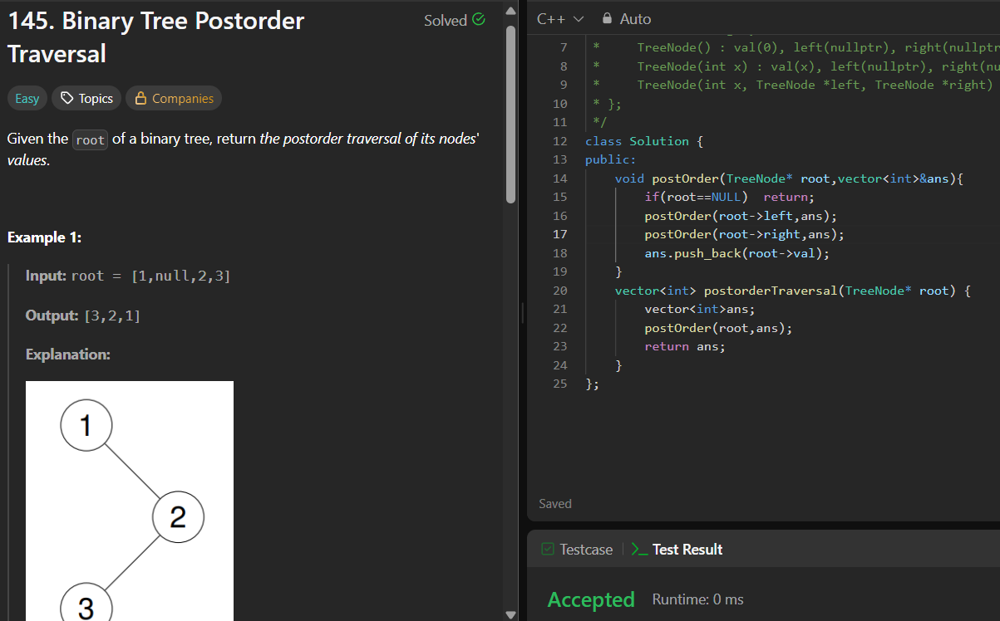 145. Binary Tree Postorder
Traversal
Solved
Easy
Topics
Companies
Given the root of a binary tree, return the postorder traversal of its nodes'
values.
Example 1:
Input: root = [1,null,2,3]
Output: [3,2,1]
Explanation:
1
2
3
C++
Auto
7 * TreeNode() : val(0), left(nullptr), right(nullptr
8 * TreeNode(int x) : val(x), left(nullptr), right(nu
9 * TreeNode(int x, TreeNode *left, TreeNode *right)
10 * };
11 */
12 class Solution {
13 public:
14 void postOrder(TreeNode* root,vector<int>&ans){
15 if(root==NULL) return;
16 postOrder(root->left,ans);
17 postOrder(root->right,ans);
18 ans.push_back(root->val);
19 }
20 vector<int> postorderTraversal(TreeNode* root) {
21 vector<int>ans;
22 postOrder(root,ans);
23 return ans;
24 }
25 };
Saved
Testcase
Test Result
Accepted
Runtime: 0 ms